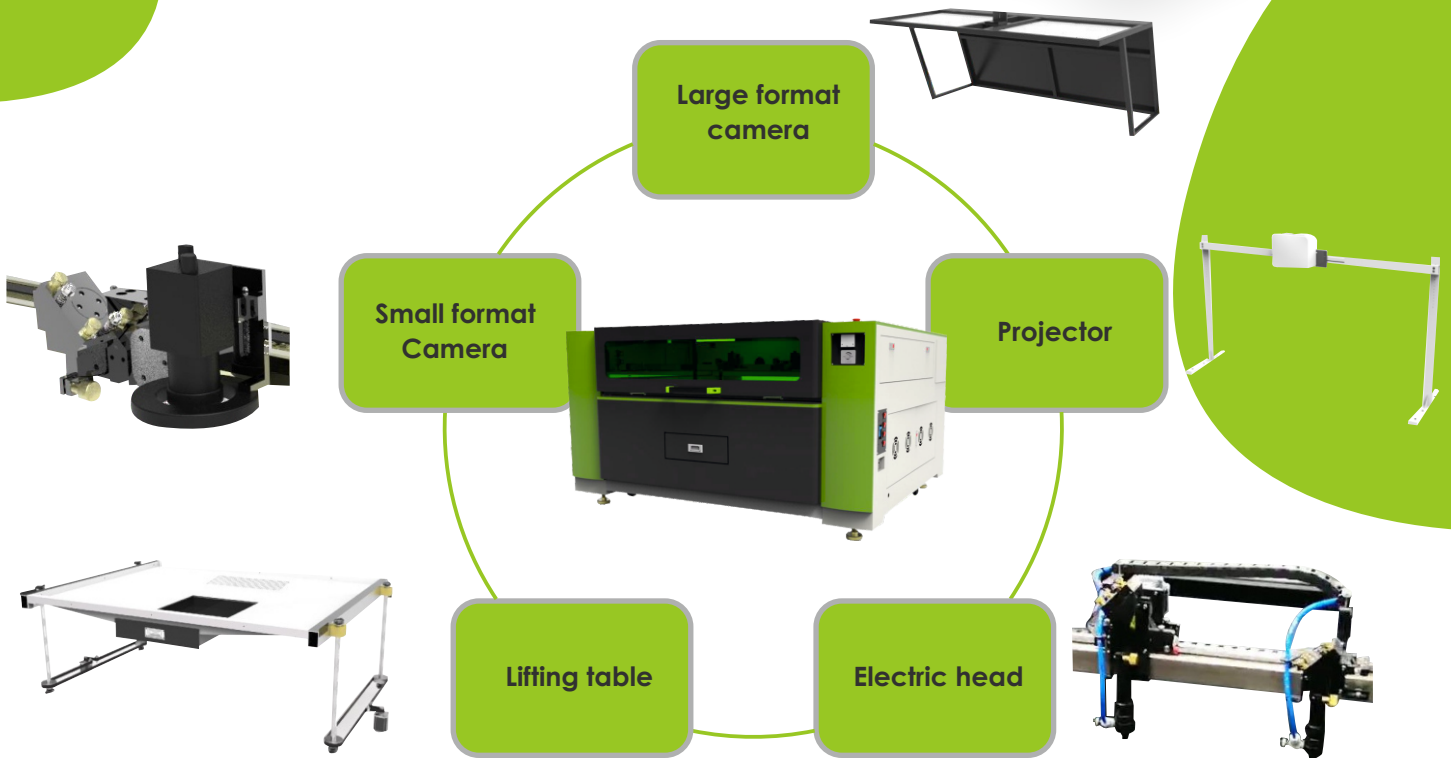 Large format
camera
Small format
Camera
Projector
Lifting table
Electric head